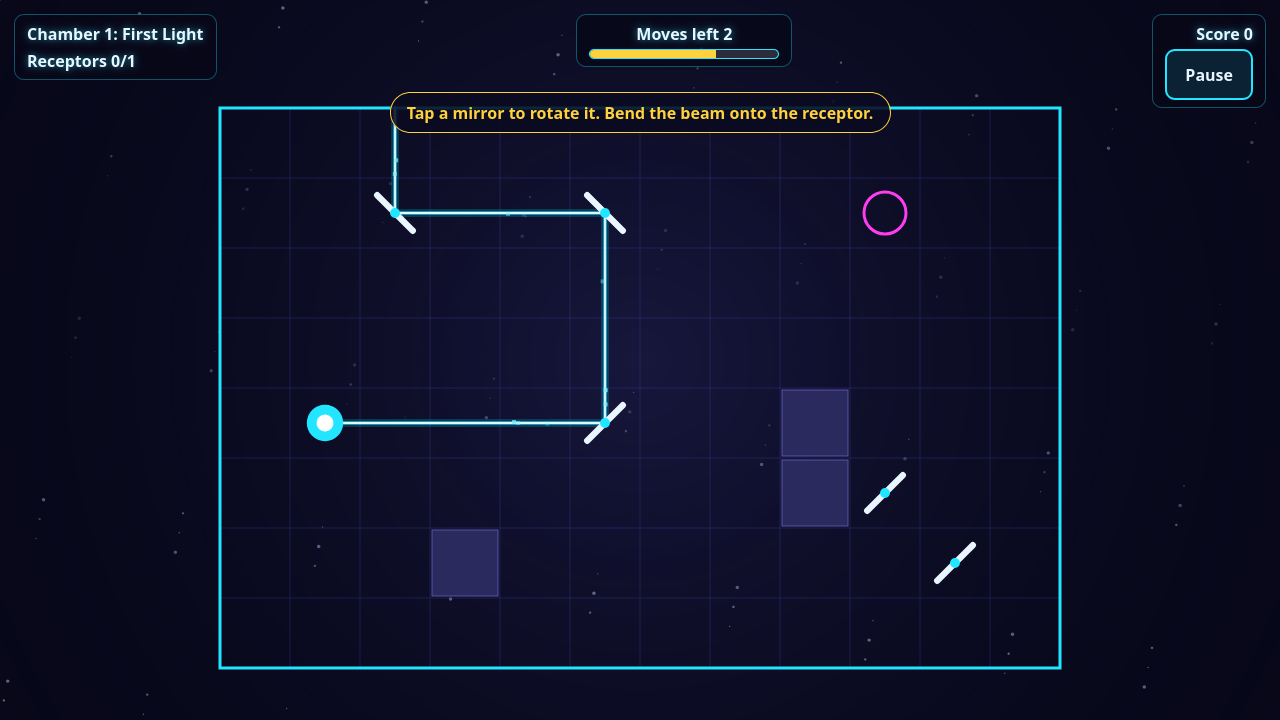 Chamber 1: First Light
Receptors 0/1
Moves left 2
Score 0
Pause
Tap a mirror to rotate it. Bend the beam onto the receptor.